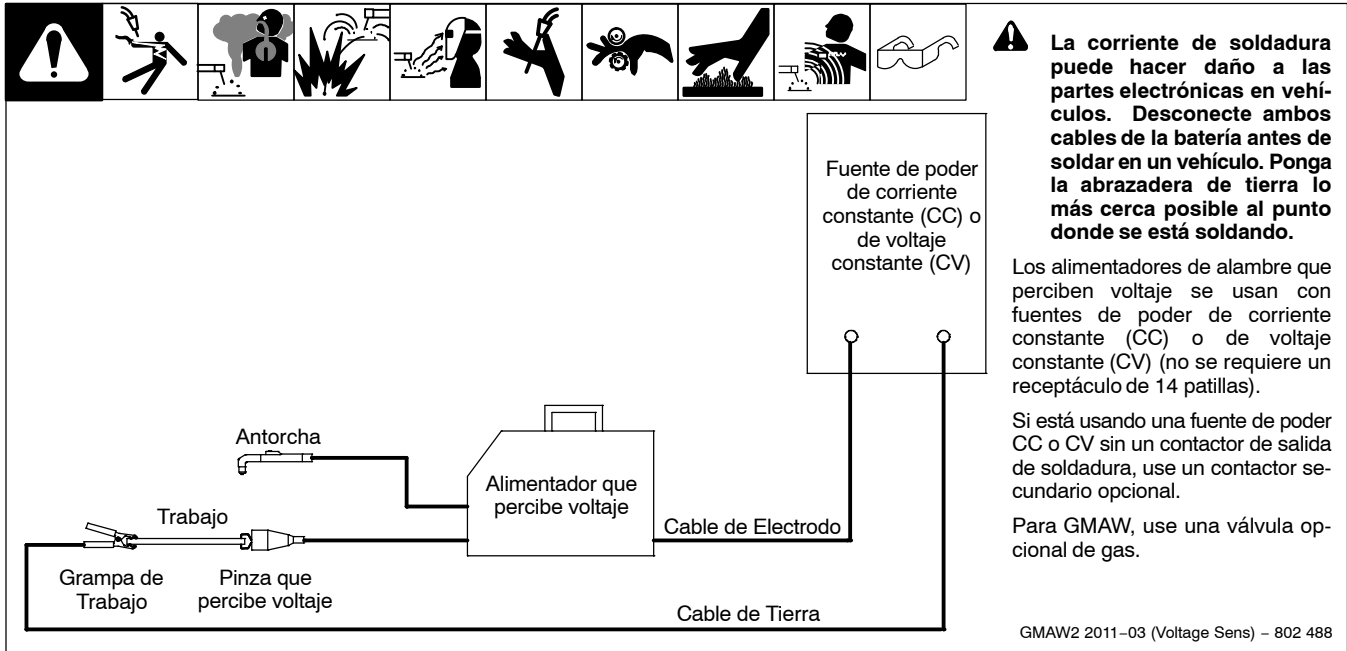 Fuente de poder
de corriente
constante (CC) o
de voltaje
constante (CV)
Antorcha
Alimentador que
percibe voltaje
Trabajo
Cable de Electrodo
Grampa de
Trabajo
Pinza que
percibe voltaje
Cable de Tierra
La corriente de soldadura
puede hacer daño a las
partes electrónicas en vehí-
culos. Desconecte ambos
cables de la batería antes de
soldar en un vehículo. Ponga
la abrazadera de tierra lo
más cerca posible al punto
donde se está soldando.
Los alimentadores de alambre que
perciben voltaje se usan con
fuentes de poder de corriente
constante (CC) o de voltaje
constante (CV) (no se requiere un
receptáculo de 14 patillas).
Si está usando una fuente de poder
CC o CV sin un contactor de salida
de soldadura, use un contactor se-
cundario opcional.
Para GMAW, use una válvula op-
cional de gas.
GMAW2 2011−03 (Voltage Sens) − 802 488